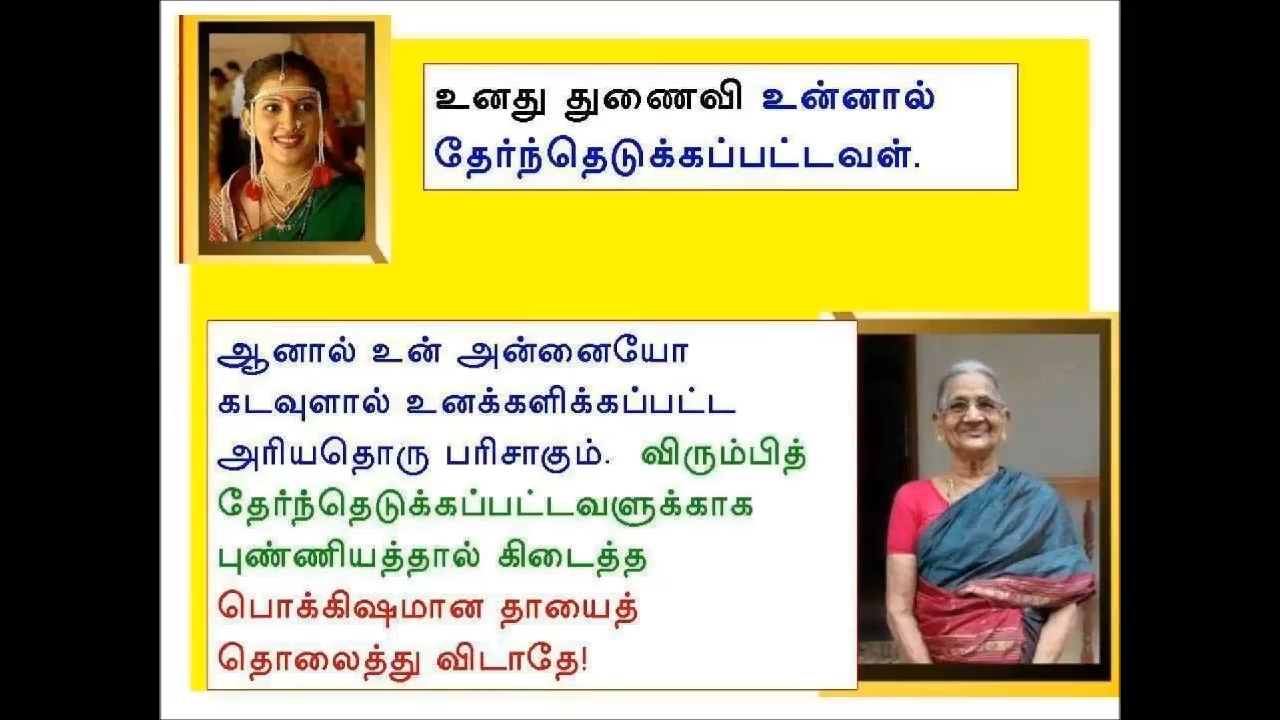 உனது துணைவி உன்னால்
தேர்ந்தெடுக்கப்பட்டவள்.
ஆனால் உன் அன்னையோ
கடவுளால் உனக்களிக்கப்பட்ட
அரியதொரு பரிசாகும். விரும்பித்
தேர்ந்தெடுக்கப்பட்டவளுக்காக
புண்ணியத்தால் கிடைத்த
பொக்கிஷமான தாயைத்
தொலைத்து விடாதே!